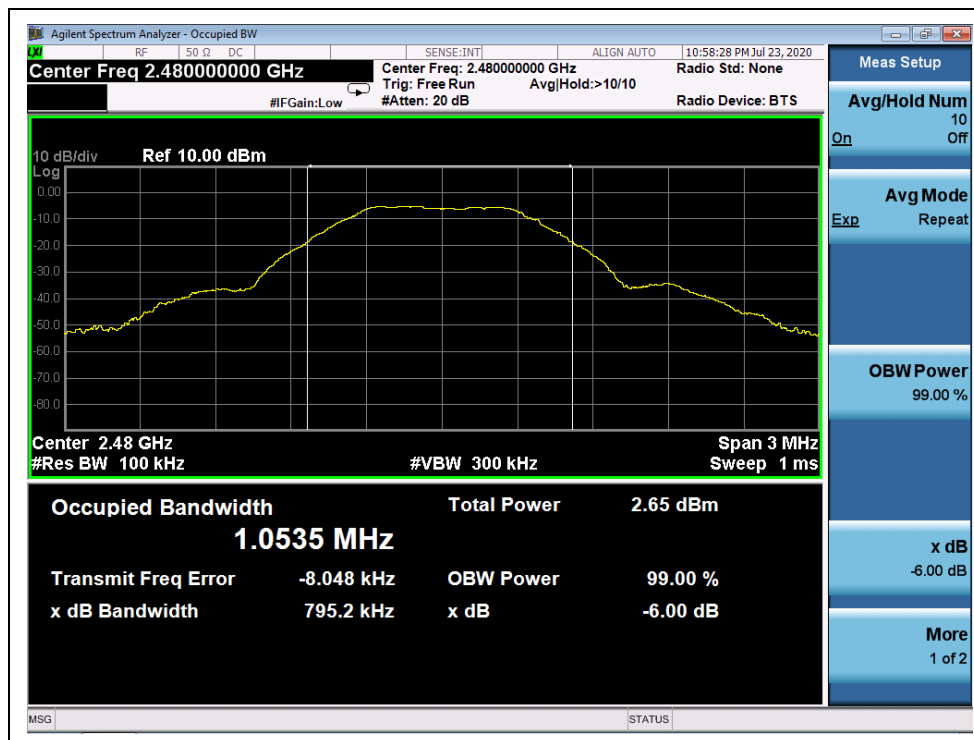 Agilent Spectrum Analyzer - Occupied BW
LXI RF 50 Ω DC SENSE:INT ALIGN AUTO 10:58:28 PM Jul 23, 2020
Center Freq 2.480000000 GHz
Center Freq: 2.480000000 GHz Radio Std: None
Trig: Free Run Avg|Hold:>10/10
#IFGain:Low #Atten: 20 dB Radio Device: BTS
10 dB/div Ref 10.00 dBm
Log
0.00
-10.0
-20.0
-30.0
-40.0
-50.0
-60.0
-70.0
-80.0
Center 2.48 GHz Span 3 MHz
#Res BW 100 kHz #VBW 300 kHz Sweep 1 ms
Occupied Bandwidth Total Power 2.65 dBm
1.0535 MHz
Transmit Freq Error -8.048 kHz OBW Power 99.00 %
x dB Bandwidth 795.2 kHz x dB -6.00 dB
Meas Setup
Avg/Hold Num
10
On Off
Avg Mode
Exp Repeat
OBW Power
99.00 %
x dB
-6.00 dB
More
1 of 2
MSG STATUS